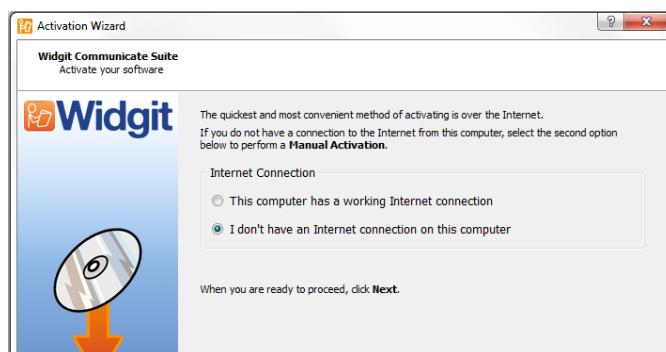 Activation Wizard
Widgit Communicate Suite
Activate your software
Widgit
The quickest and most convenient method of activating is over the Internet.
If you do not have a connection to the Internet from this computer, select the second option
below to perform a Manual Activation.
Internet Connection
This computer has a working Internet connection
I don't have an Internet connection on this computer
When you are ready to proceed, click Next.